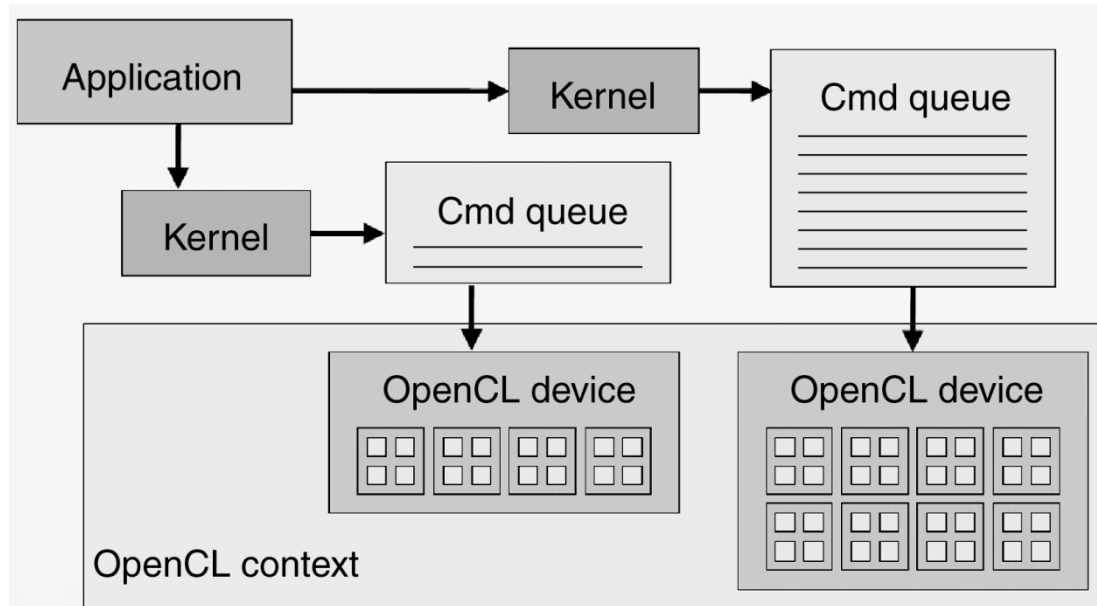 Application
Kernel
Cmd queue
Kernel
Cmd queue
OpenCL device
OpenCL device
OpenCL context